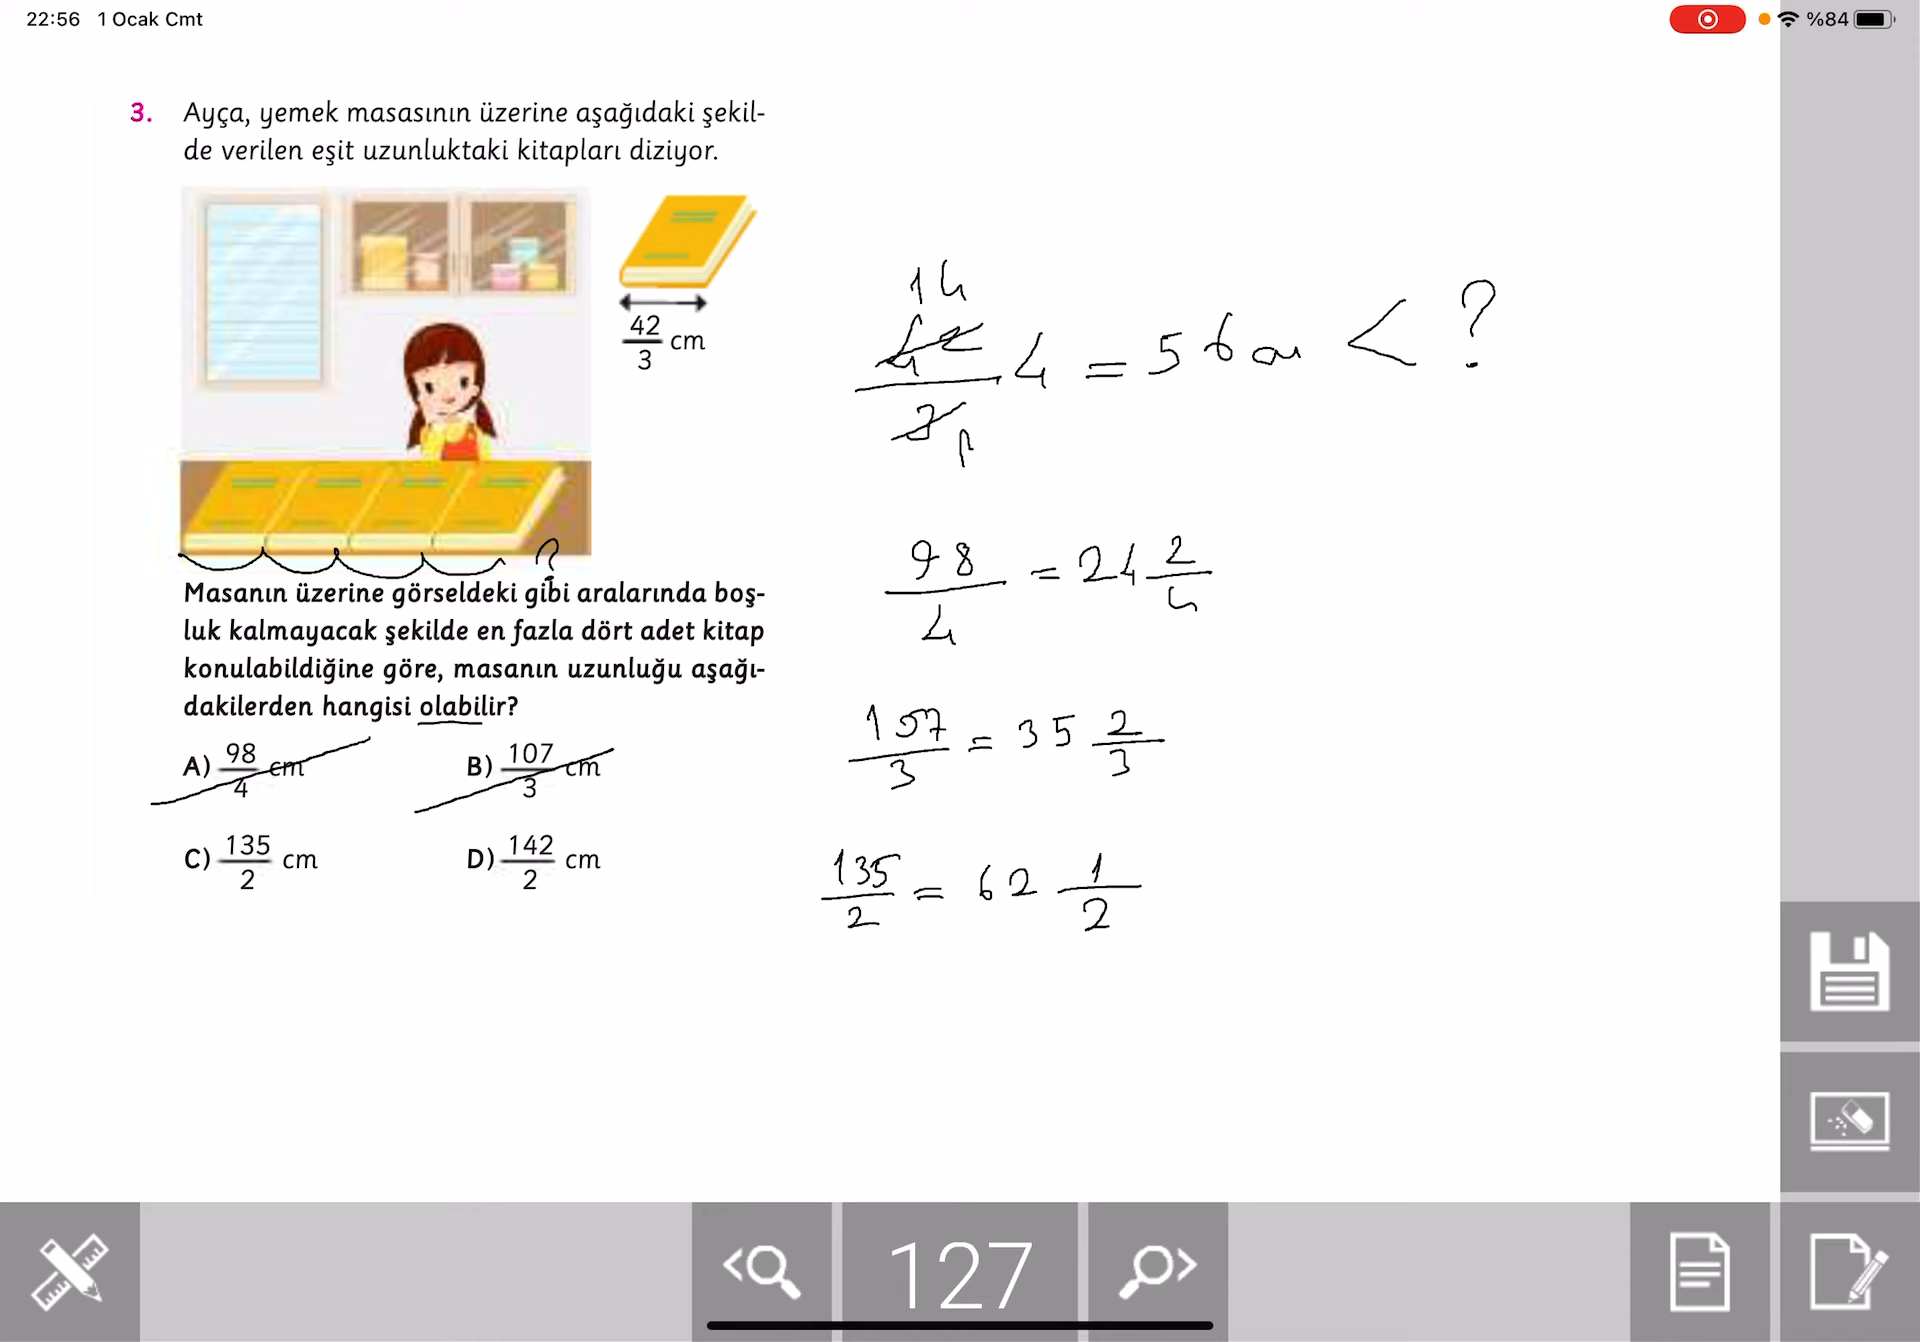 22:56 1 Ocak Cmt
%84
3. Ayça, yemek masasının üzerine aşağıdaki şekil-
de verilen eşit uzunluktaki kitapları diziyor.
42/3 cm
14
42/3 1 4 = 56 cm < ?
?
Masanın üzerine görseldeki gibi aralarında boş-
luk kalmayacak şekilde en fazla dört adet kitap
konulabildiğine göre, masanın uzunluğu aşağı-
dakilerden hangisi olabilir?
A) 98/4 cm B) 107/3 cm
C) 135/2 cm D) 142/2 cm
98/4 = 24 2/4
107/3 = 35 2/3
135/2 = 62 1/2
127